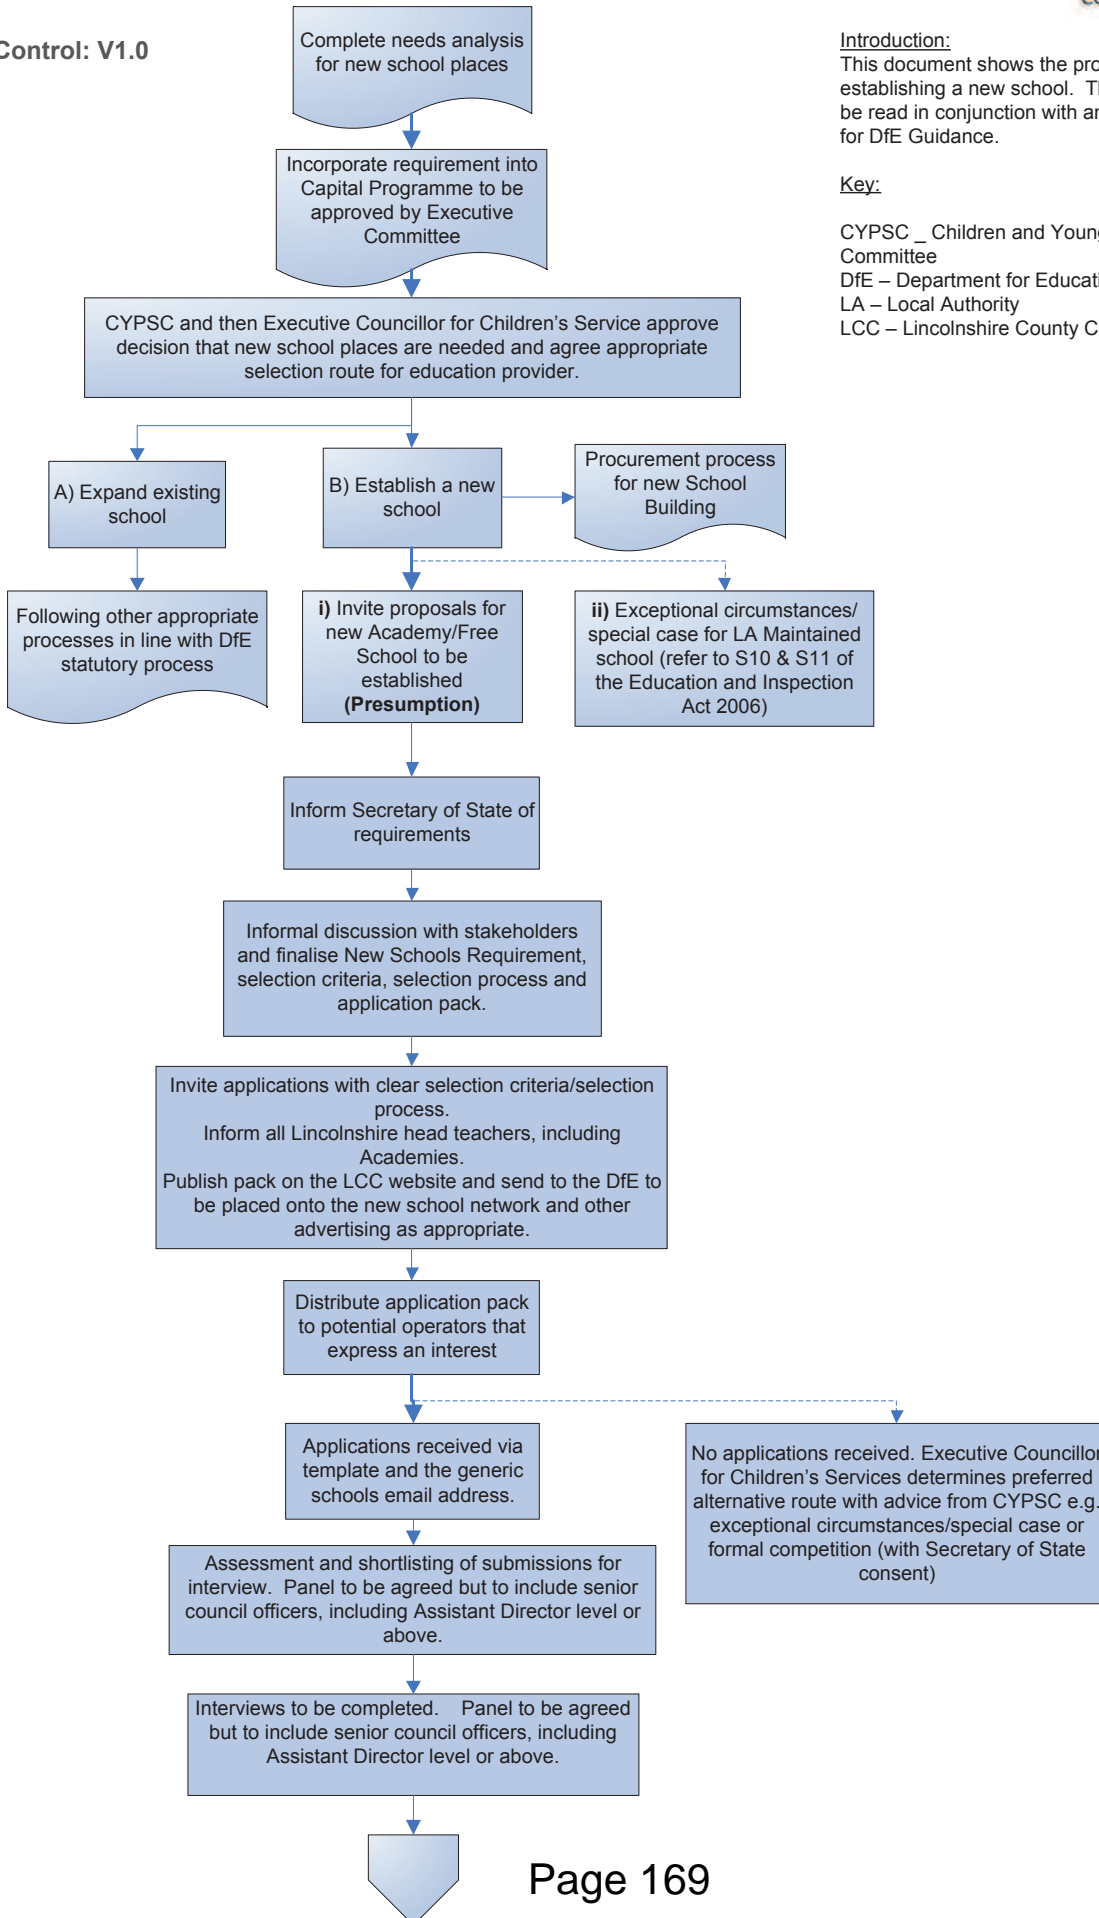 Control: V1.0
Complete needs analysis
for new school places
Introduction:
This document shows the
establishing a new school.
be read in conjunction with
for DfE Guidance.
Key:
CYPSC _ Children and
Committee
DfE – Department for
LA – Local Authority
LCC – Lincolnshire County
Incorporate requirement into
Capital Programme to be
approved by Executive
Committee
CYPSC and then Executive Councillor for Children's Service approve
decision that new school places are needed and agree appropriate
selection route for education provider.
A) Expand existing
school
B) Establish a new
school
Procurement process
for new School
Building
Following other appropriate
processes in line with DfE
statutory process
i) Invite proposals for
new Academy/Free
School to be
established
(Presumption)
ii) Exceptional circumstances/
special case for LA Maintained
school (refer to S10 & S11 of
the Education and Inspection
Act 2006)
Inform Secretary of State of
requirements
Informal discussion with stakeholders
and finalise New Schools Requirement,
selection criteria, selection process and
application pack.
Invite applications with clear selection criteria/selection
process.
Inform all Lincolnshire head teachers, including
Academies.
Publish pack on the LCC website and send to the DfE to
be placed onto the new school network and other
advertising as appropriate.
Distribute application pack
to potential operators that
express an interest
Applications received via
template and the generic
schools email address.
No applications received. Executive Councillor
for Children's Services determines preferred
alternative route with advice from CYPSC e.g.
exceptional circumstances/special case or
formal competition (with Secretary of State
consent)
Assessment and shortlisting of submissions for
interview. Panel to be agreed but to include senior
council officers, including Assistant Director level or
above.
Interviews to be completed. Panel to be agreed
but to include senior council officers, including
Assistant Director level or above.
Page 169